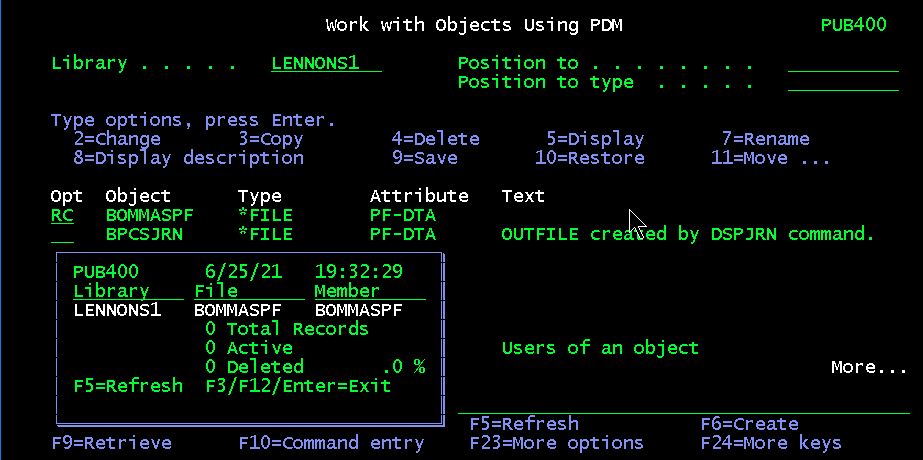 Work with Objects Using PDM PUB400
Library . . . . . LENNONS1 Position to . . . . . . . .
Position to type . . . . .
Type options, press Enter.
2=Change 3=Copy 4=Delete 5=Display 7=Rename
8=Display description 9=Save 10=Restore 11=Move ...
Opt Object Type Attribute Text
RC BOMMASPF *FILE PF-DTA
BPCSJRN *FILE PF-DTA OUTFILE created by DSPJRN command.
PUB400 6/25/21 19:32:29
Library File Member
LENNONS1 BOMMASPF BOMMASPF
0 Total Records
0 Active Users of an object
0 Deleted .0 % More...
F5=Refresh F3/F12/Enter=Exit
F5=Refresh F6=Create
F9=Retrieve F10=Command entry F23=More options F24=More keys